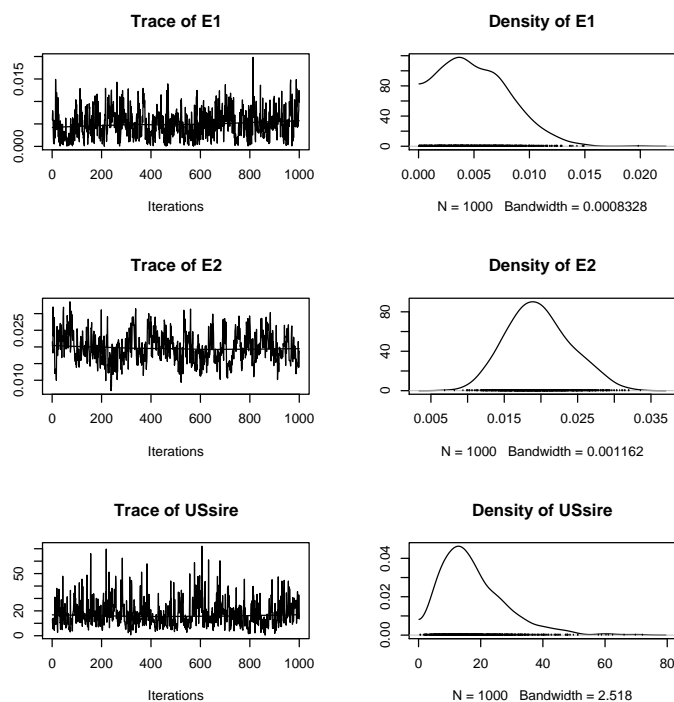 Trace of E1
0.000 0.015
0 200 400 600 800 1000
Iterations
Density of E1
0 40 80
0.000 0.005 0.010 0.015 0.020
N = 1000 Bandwidth = 0.0008328
Trace of E2
0.010 0.025
0 200 400 600 800 1000
Iterations
Density of E2
0 40 80
0.005 0.015 0.025 0.035
N = 1000 Bandwidth = 0.001162
Trace of USsire
0 20 50
0 200 400 600 800 1000
Iterations
Density of USsire
0.00 0.02 0.04
0 20 40 60 80
N = 1000 Bandwidth = 2.518